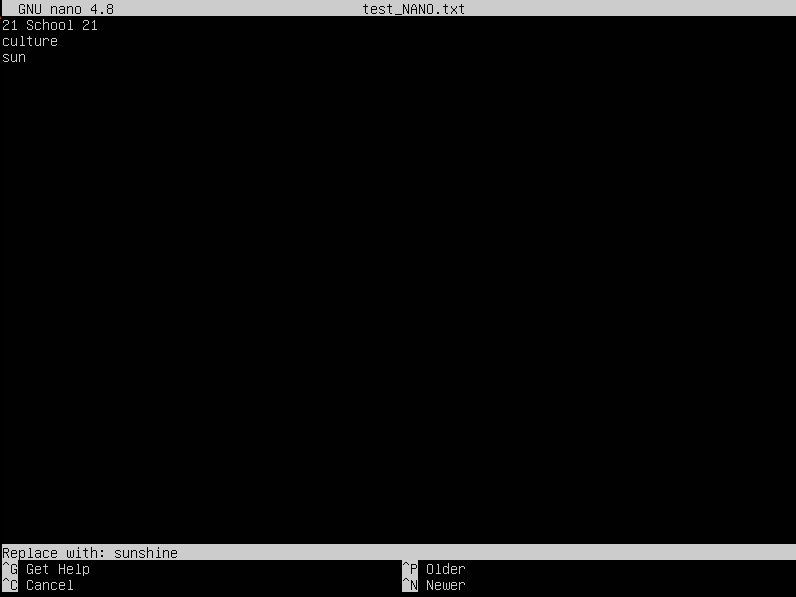 GNU nano 4.8 test_NANO.txt
21 School 21
culture
sun
Replace with: sunshine
^G Get Help ^P Older
^C Cancel ^N Newer